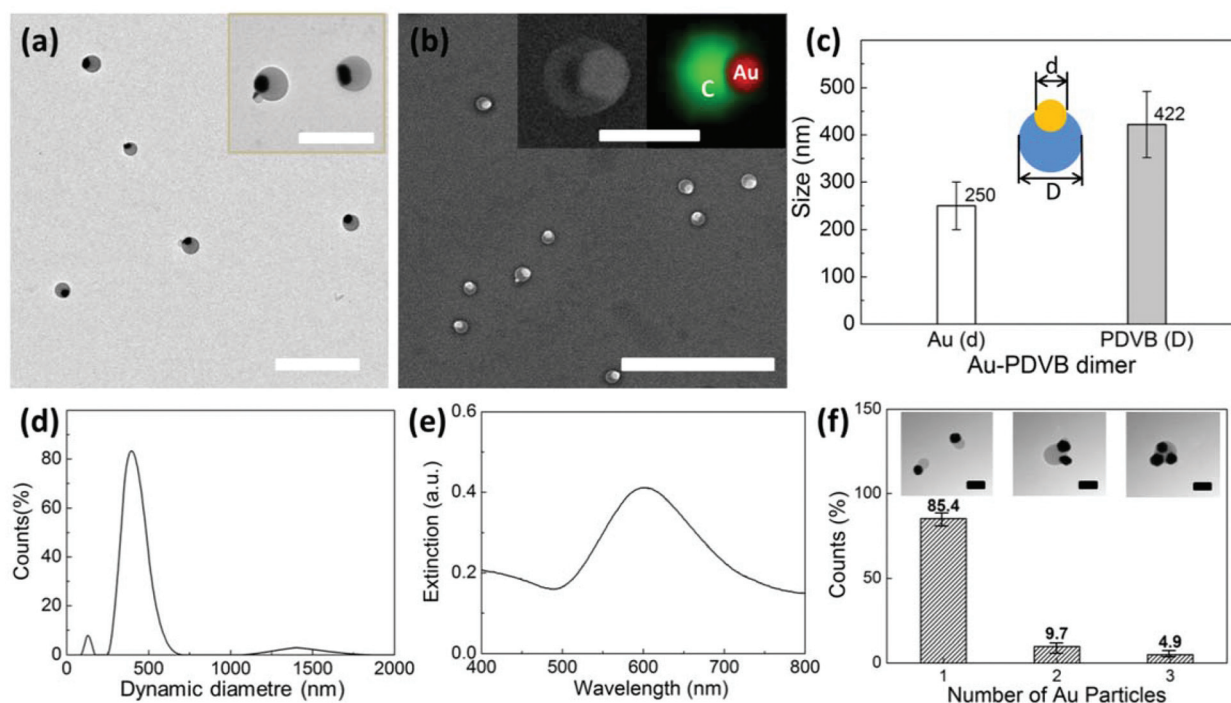 (a)
(b)
C
Au
(c)
500
400
300
200
100
0
Size (nm)
d
D
250
422
Au (d)
PDVB (D)
Au-PDVB dimer
(d)
80
60
40
20
0
Counts(%)
0
500
1000
1500
2000
Dynamic diametre (nm)
(e)
0.6
0.4
0.2
0.0
Extinction (a.u.)
400
500
600
700
800
Wavelength (nm)
(f)
150
100
50
0
Counts (%)
85.4
9.7
4.9
1
2
3
Number of Au Particles